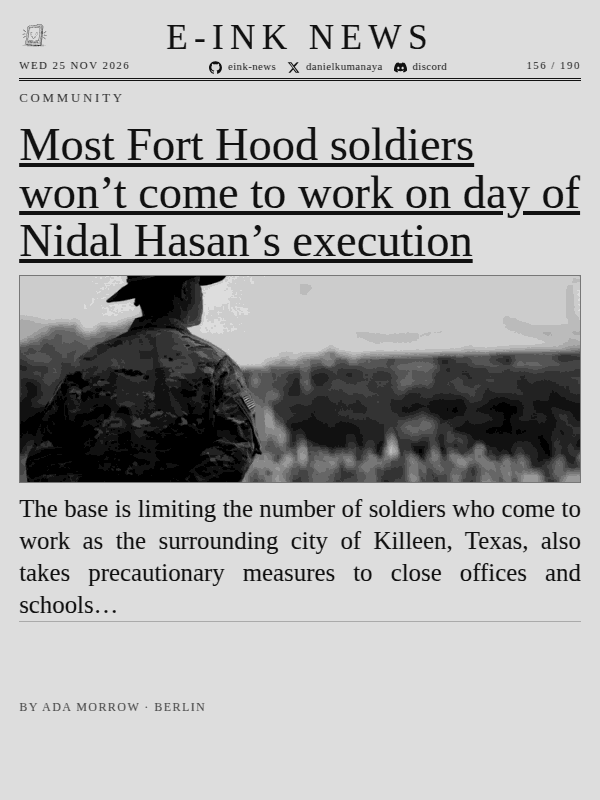 E-INK NEWS
WED 25 NOV 2026
eink-news danielkumanaya discord
156 / 190
COMMUNITY
Most Fort Hood soldiers
won’t come to work on day of
Nidal Hasan’s execution
The base is limiting the number of soldiers who come to
work as the surrounding city of Killeen, Texas, also
takes precautionary measures to close offices and
schools…
BY ADA MORROW · BERLIN